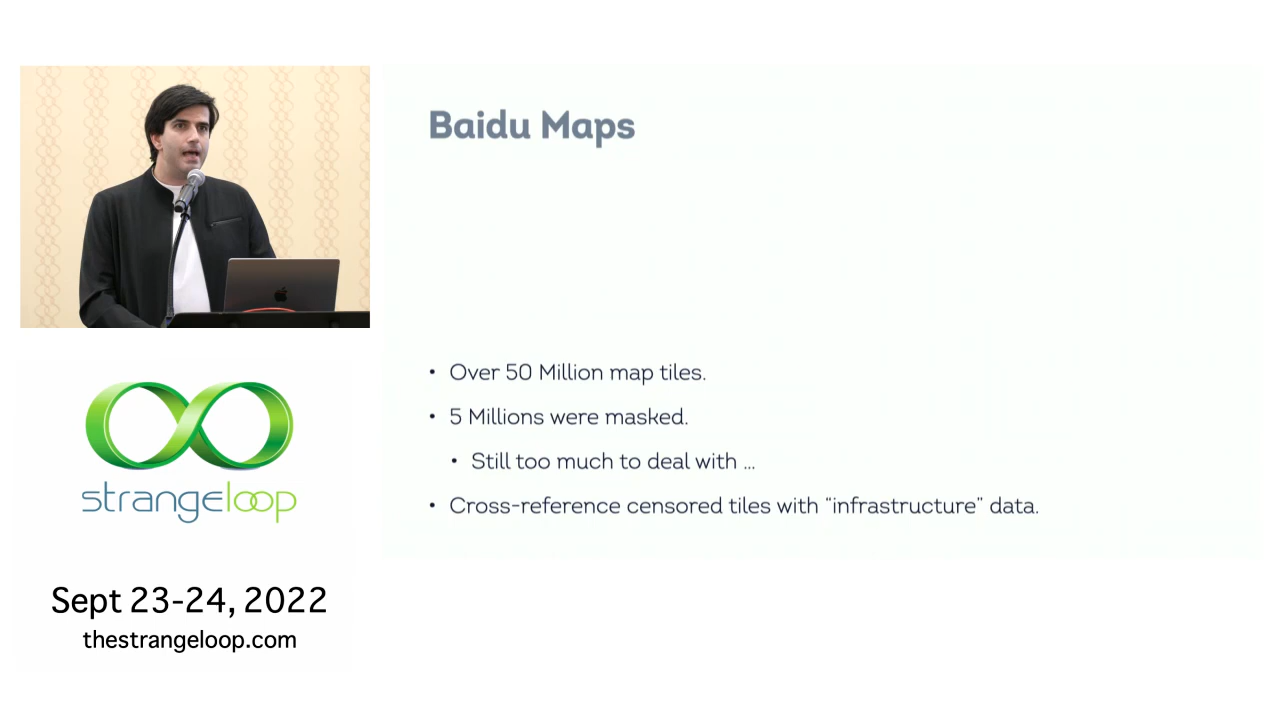 Baidu Maps
• Over 50 Million map tiles.
• 5 Millions were masked.
• Still too much to deal with ...
• Cross-reference censored tiles with “infrastructure” data.
strangeloop
Sept 23-24, 2022
thestrangeloop.com